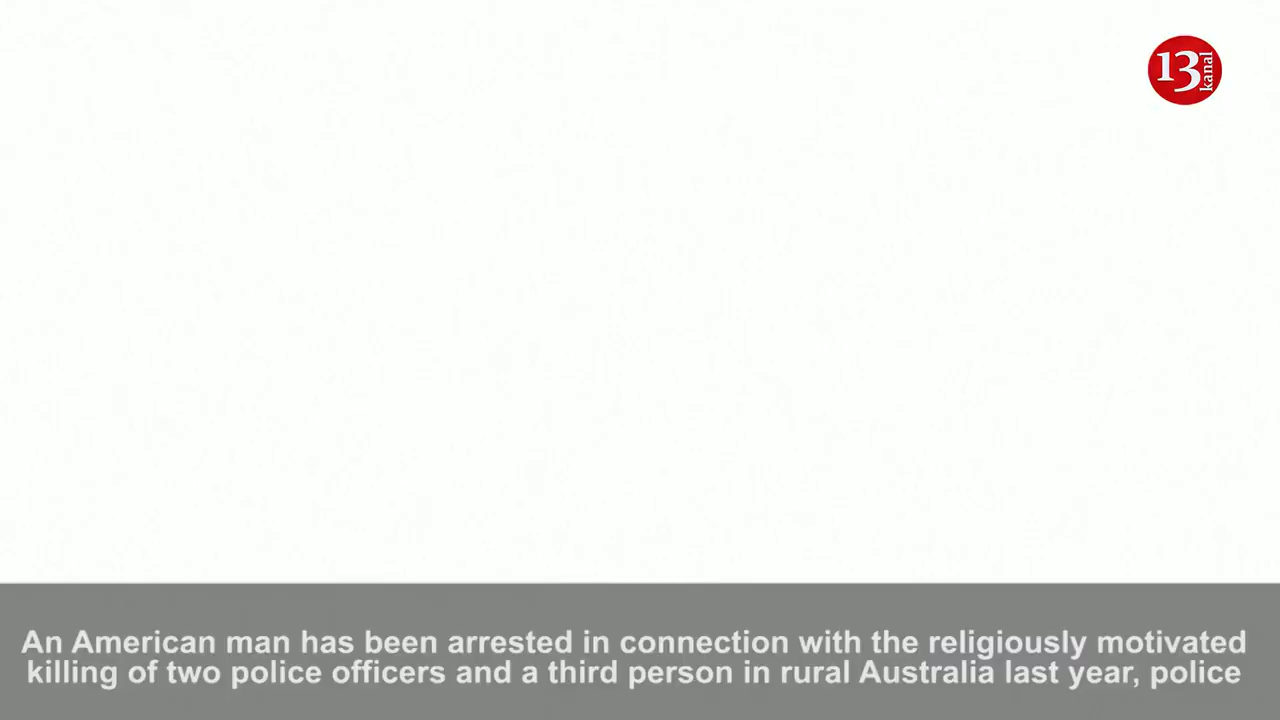 13 kanal
An American man has been arrested in connection with the religiously motivated
killing of two police officers and a third person in rural Australia last year, police